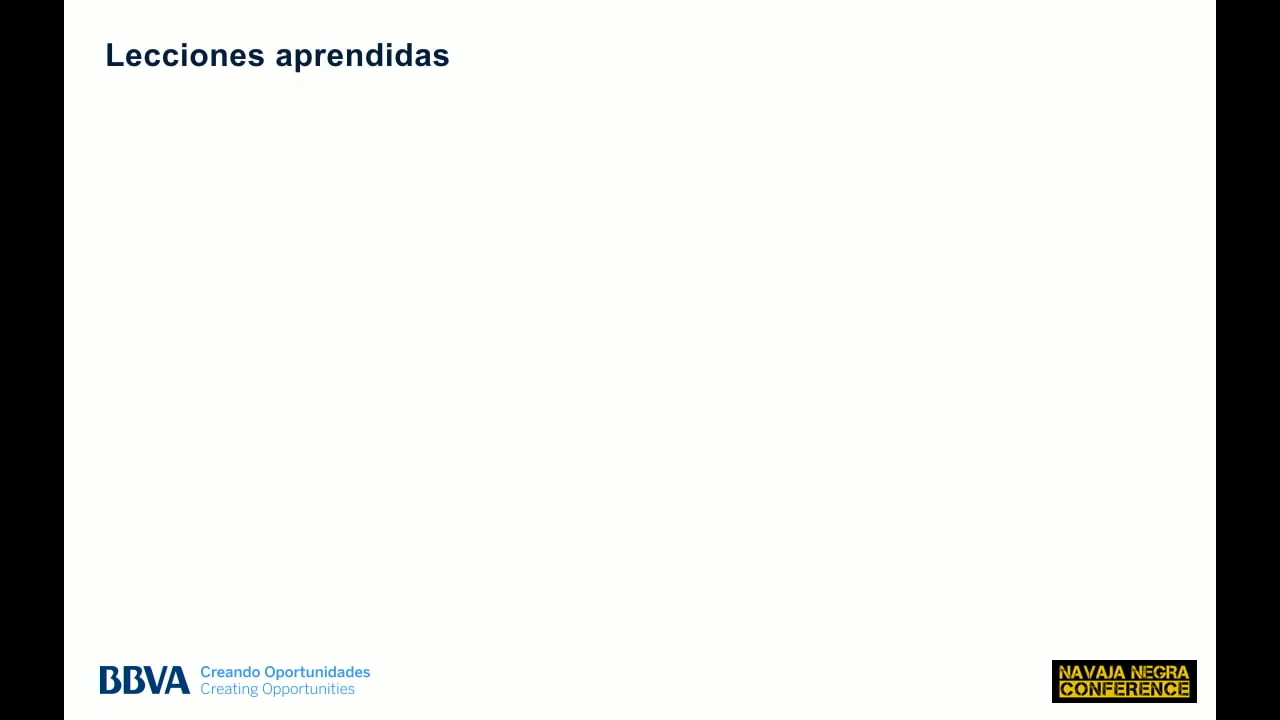 Lecciones aprendidas
BBVA
Creando Oportunidades
Creating Opportunities
NAVAJA NEGRA
CONFERENCE